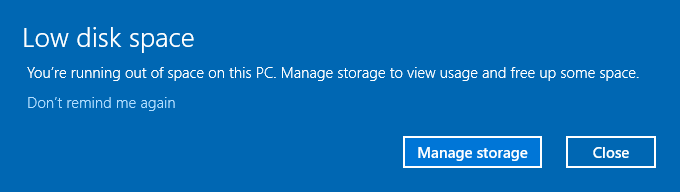 Low disk space
You're running out of space on this PC. Manage storage to view usage and free up some space.
Don't remind me again
Manage storage
Close